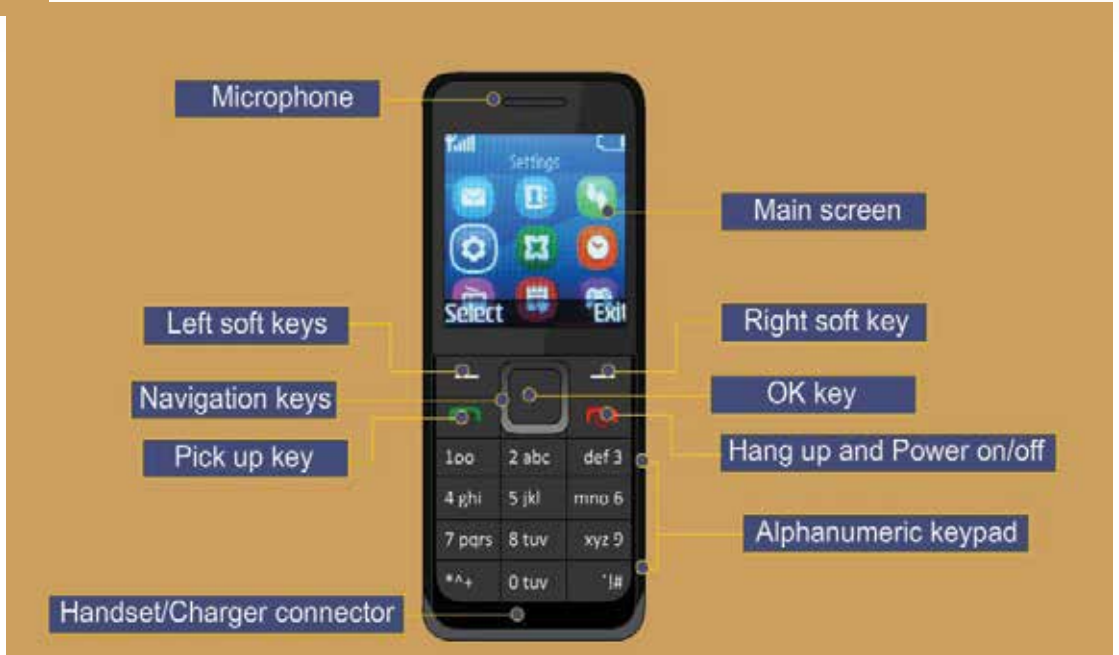 Microphone
Settings
Main screen
Select
Exit
Left soft keys
Right soft key
Navigation keys
OK key
Pick up key
Hang up and Power on/off
1oo 2 abc def 3
4 ghi 5 jkl mno 6
7 pqrs 8 tuv xyz 9
*^+ 0 tuv `!#
Alphanumeric keypad
Handset/Charger connector